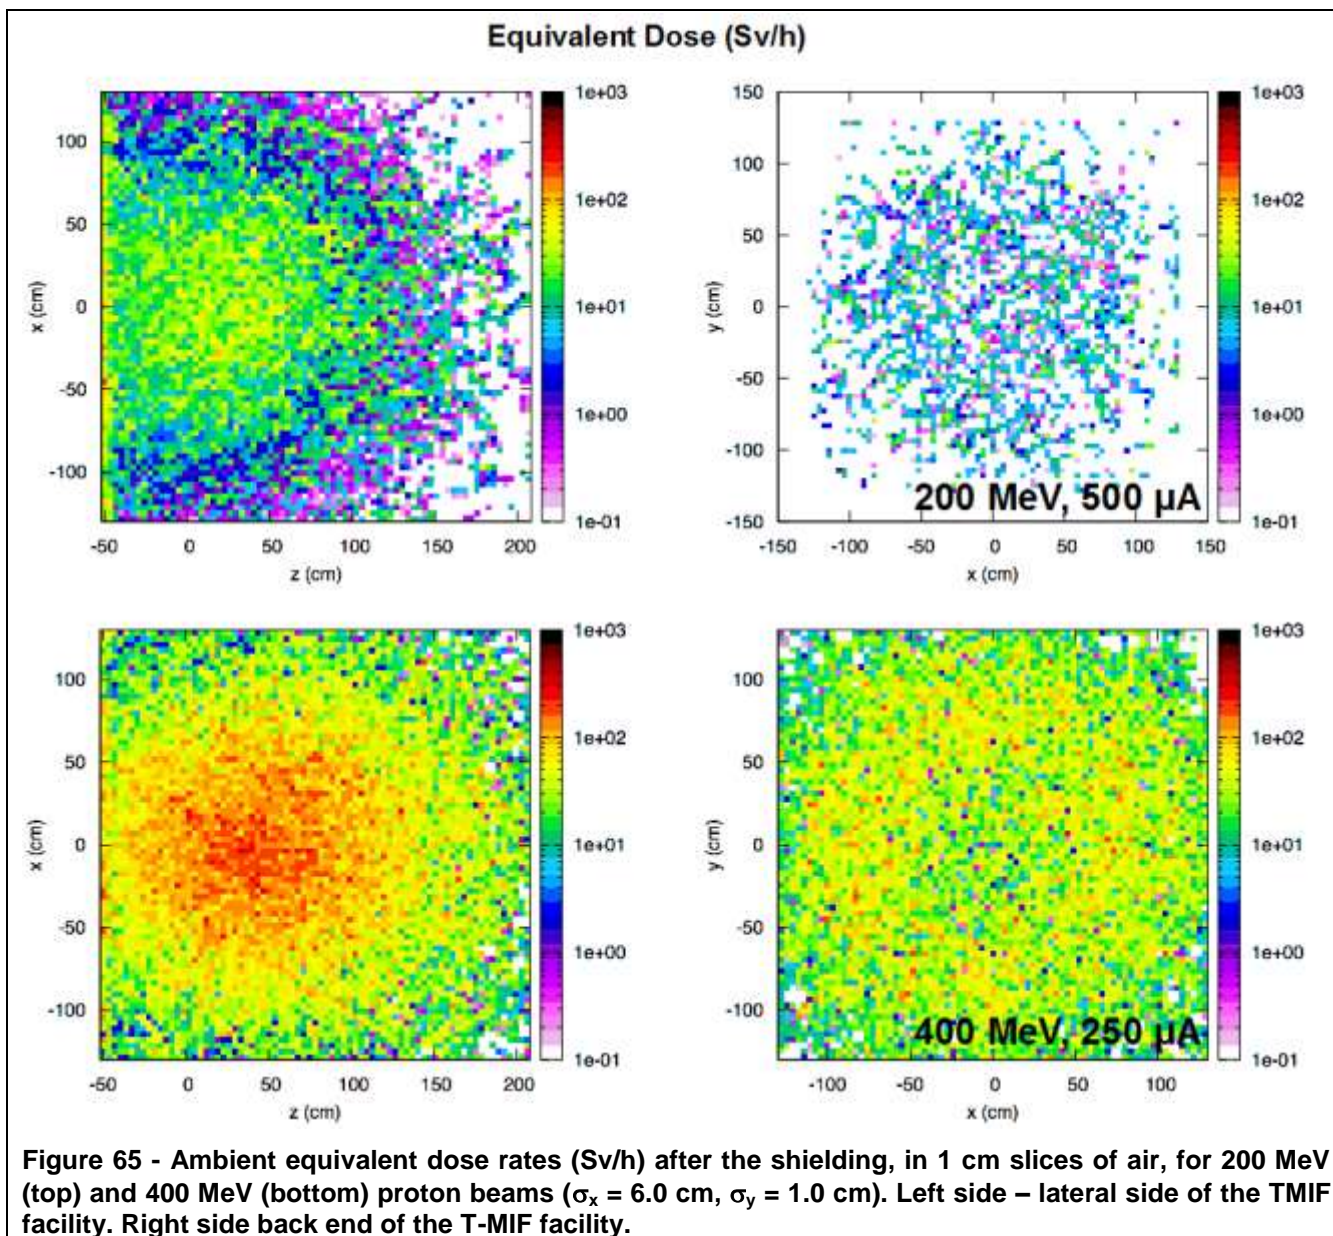 Equivalent Dose (Sv/h)
100
50
0
-50
-100
-50 0 50 100 150 200
x (cm)
z (cm)
1e+03
1e+02
1e+01
1e+00
1e-01
150
100
50
0
-50
-100
-150
-150 -100 -50 0 50 100 150
y (cm)
x (cm)
200 MeV, 500 µA
1e+03
1e+02
1e+01
1e+00
1e-01
100
50
0
-50
-100
-50 0 50 100 150 200
x (cm)
z (cm)
1e+03
1e+02
1e+01
1e+00
1e-01
100
50
0
-50
-100
-100 -50 0 50 100
y (cm)
x (cm)
400 MeV, 250 µA
1e+03
1e+02
1e+01
1e+00
1e-01
Figure 65 - Ambient equivalent dose rates (Sv/h) after the shielding, in 1 cm slices of air, for 200 MeV
(top) and 400 MeV (bottom) proton beams (σx = 6.0 cm, σy = 1.0 cm). Left side – lateral side of the TMIF
facility. Right side back end of the T-MIF facility.